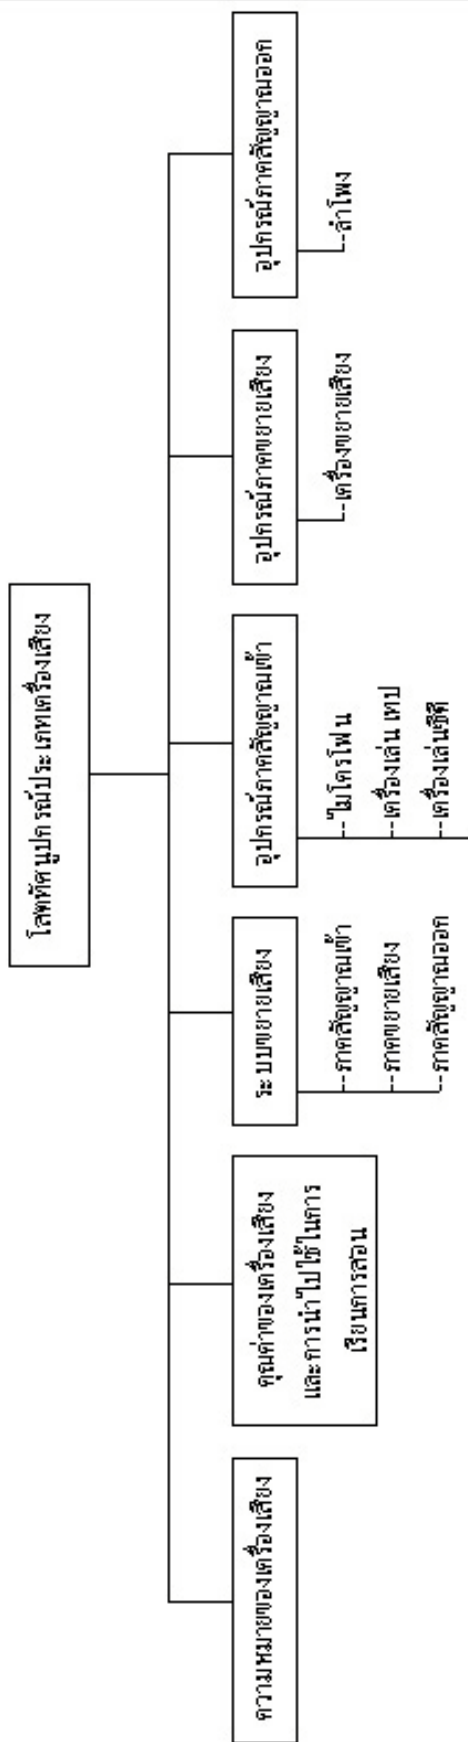 โสตทัศนูปกรณ์ประเภทเครื่องเสียง
ความหมายของเครื่องเสียง
คุณค่าของเครื่องเสียง
และการนำไปใช้ในการ
เรียนการสอน
ระบบขยายเสียง
--ภาคสัญญาณเข้า
--ภาคขยายเสียง
--ภาคสัญญาณออก
อุปกรณ์ภาคสัญญาณเข้า
--ไมโครโฟน
--เครื่องเล่นเทป
--เครื่องเล่นซีดี
อุปกรณ์ภาคขยายเสียง
--เครื่องขยายเสียง
อุปกรณ์ภาคสัญญาณออก
--ลำโพง